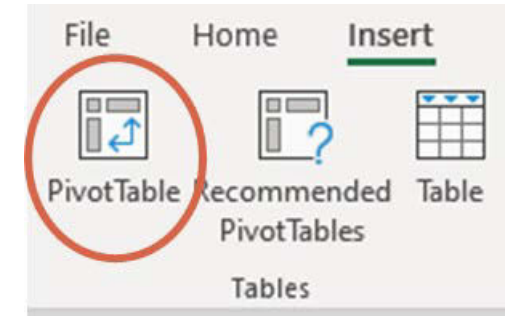 File Home Insert
PivotTable Recommended PivotTables Table
Tables